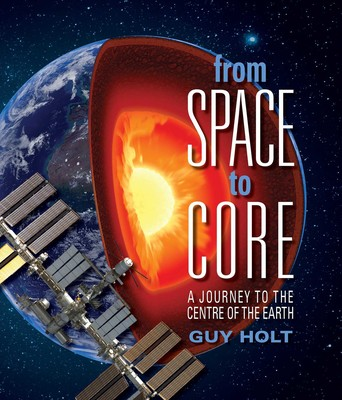 from
SPACE
to
CORE
A JOURNEY TO THE
CENTRE OF THE EARTH
GUY HOLT